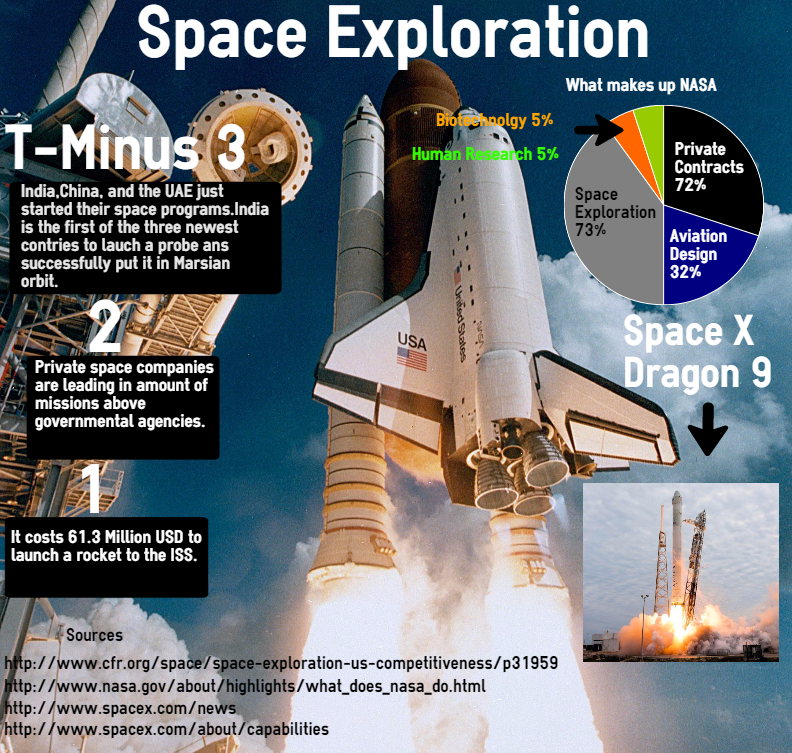 Space Exploration
What makes up NASA
Biotechnolgy 5%
Human Research 5%
Private
Contracts
72%
Space
Exploration
73%
Aviation
Design
32%
T-Minus 3
India,China, and the UAE just
started their space programs.India
is the first of the three newest
contries to lauch a probe ans
successfully put it in Marsian
orbit.
2
Private space companies
are leading in amount of
missions above
governmental agencies.
1
It costs 61.3 Million USD to
launch a rocket to the ISS.
USA
United States
Space X
Dragon 9
Sources
http://www.cfr.org/space/space-exploration-us-competitiveness/p31959
http://www.nasa.gov/about/highlights/what_does_nasa_do.html
http://www.spacex.com/news
http://www.spacex.com/about/capabilities